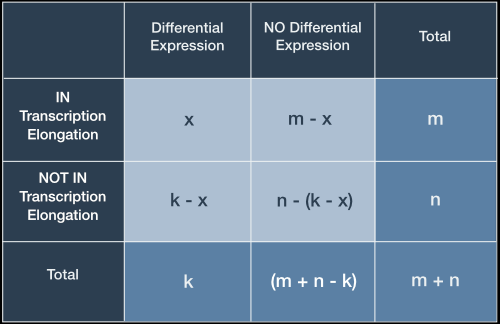 Differential
Expression
NO Differential
Expression
Total
IN
Transcription
Elongation
x
m - x
m
NOT IN
Transcription
Elongation
k - x
n - (k - x)
n
Total
k
(m + n - k)
m + n